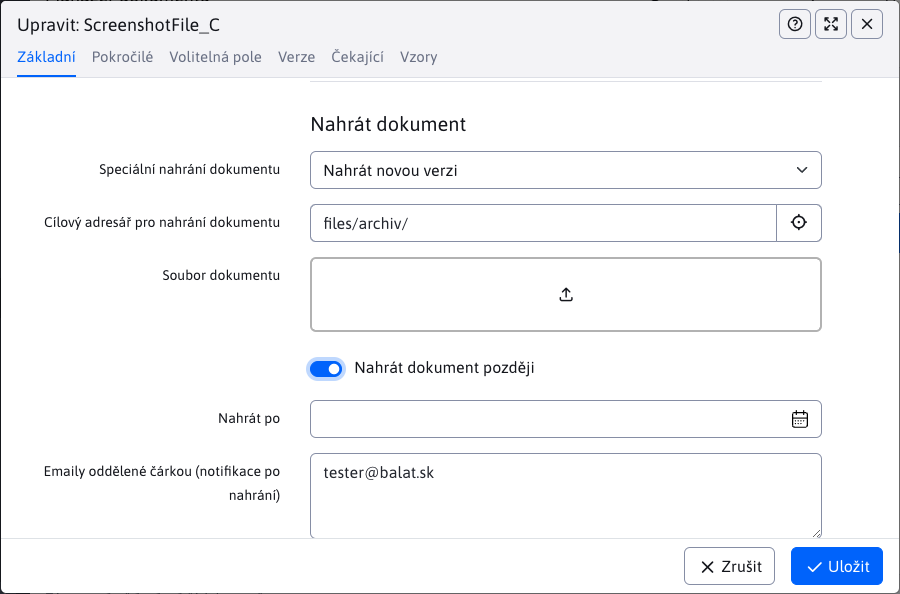 Upravit: ScreenshotFile_C
Základní Pokročilé Volitelná pole Verze Čekající Vzory
Nahrát dokument
Speciální nahrání dokumentu
Nahrát novou verzi
Cílový adresář pro nahrání dokumentu
files/archiv/
Soubor dokumentu
Nahrát dokument později
Nahrát po
Emaily oddělené čárkou (notifikace po
nahrání)
tester@balat.sk
Zrušit
Uložit